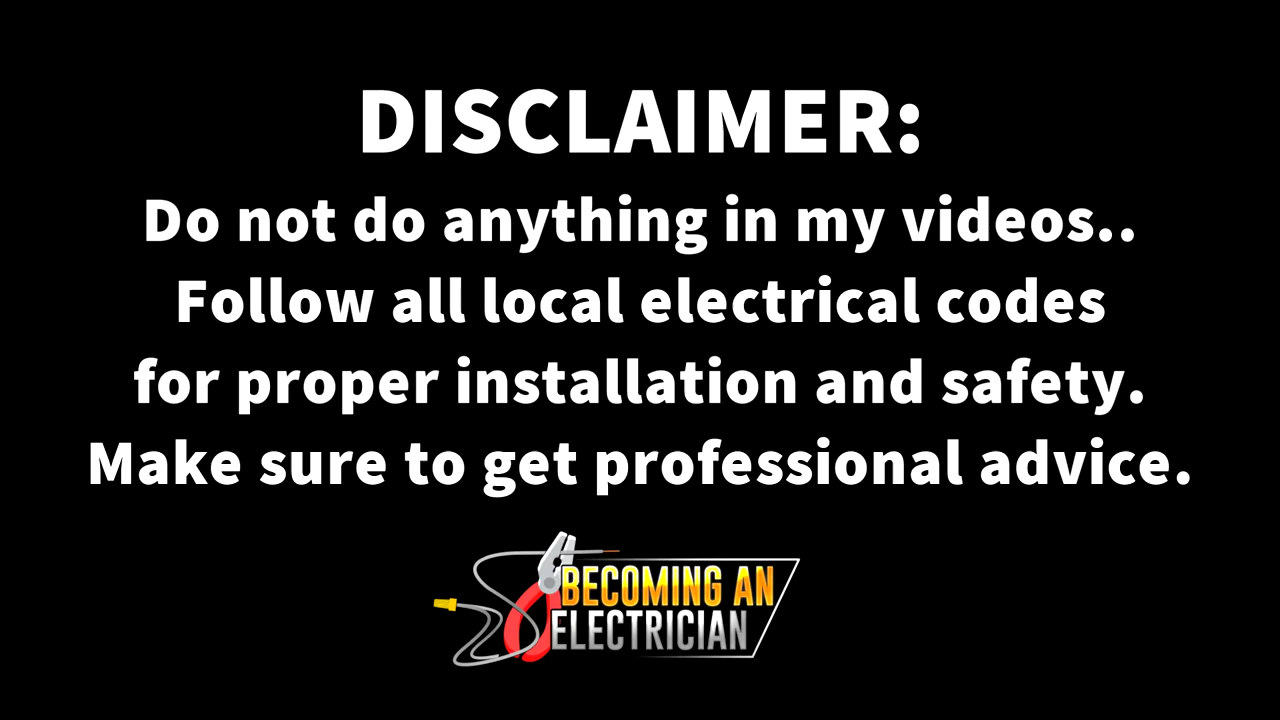 DISCLAIMER:
Do not do anything in my videos..
Follow all local electrical codes
for proper installation and safety.
Make sure to get professional advice.
BECOMING AN
ELECTRICIAN